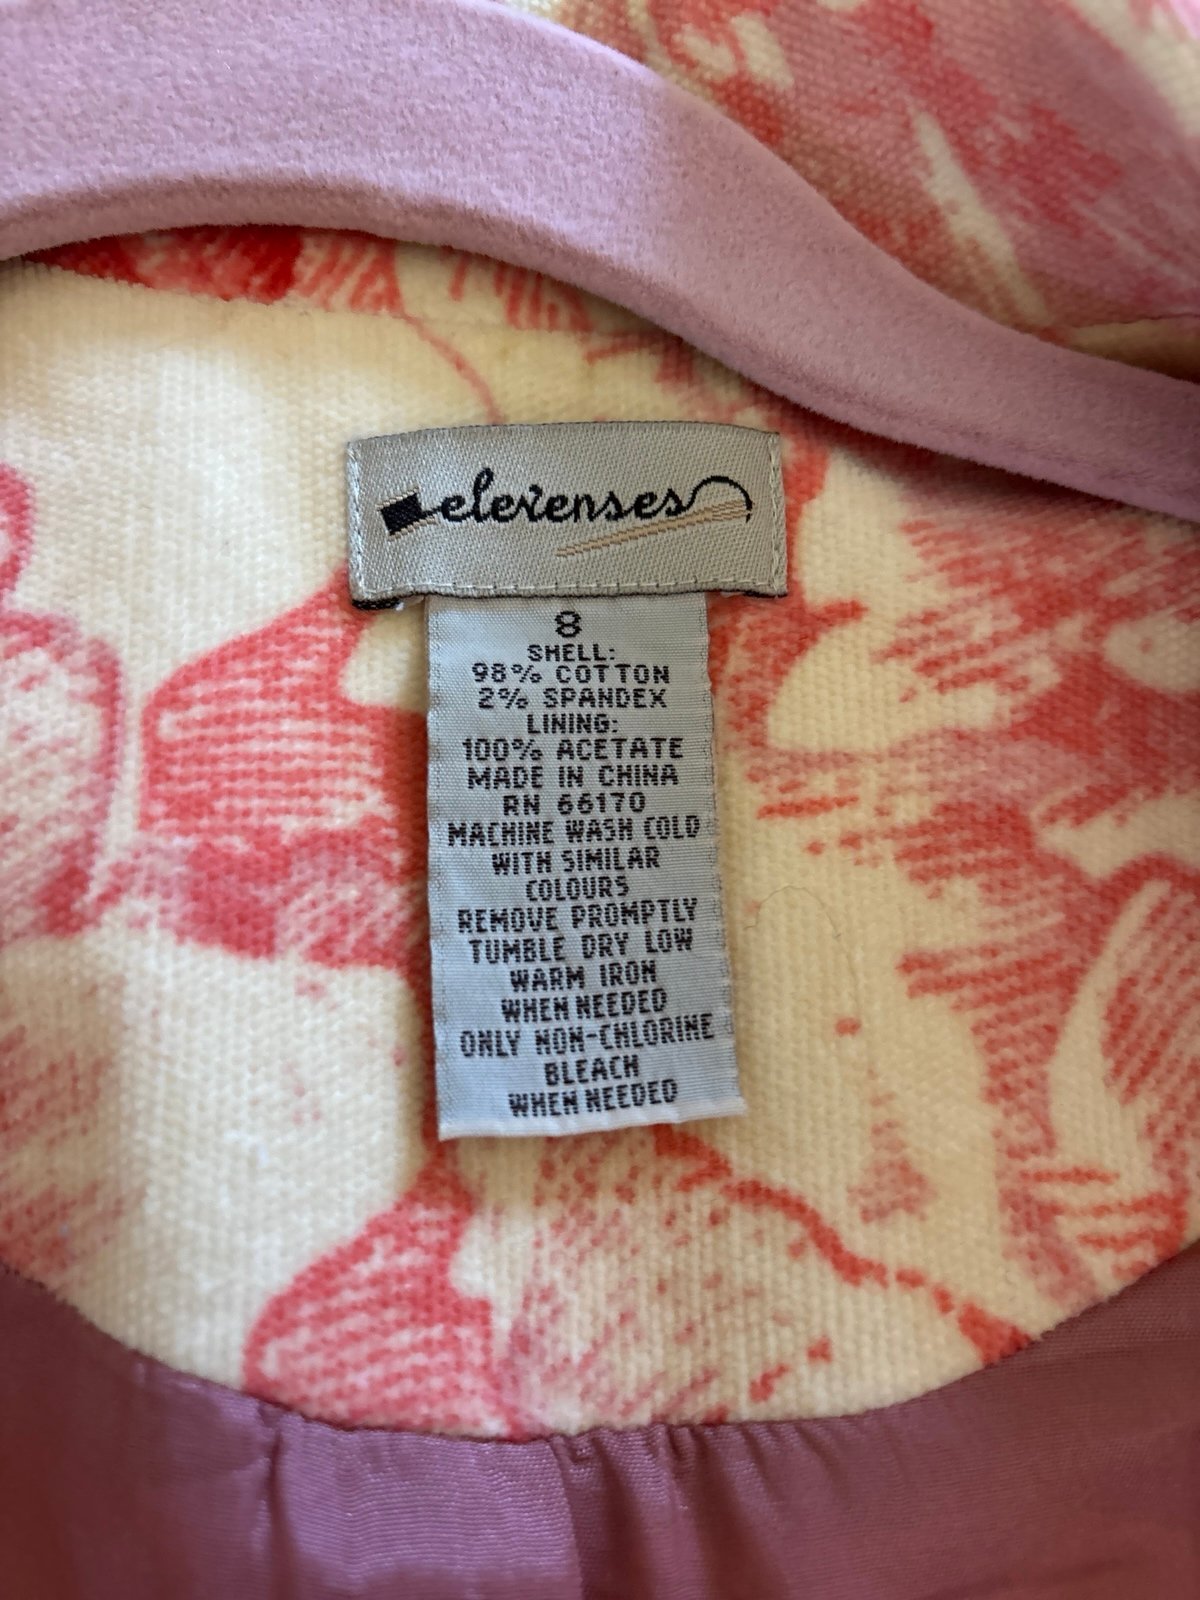 elevenses
8
SHELL:
98% COTTON
2% SPANDEX
LINING:
100% ACETATE
MADE IN CHINA
RN 66170
MACHINE WASH COLD
WITH SIMILAR
COLOURS
REMOVE PROMPTLY
TUMBLE DRY LOW
WARM IRON
WHEN NEEDED
ONLY NON-CHLORINE
BLEACH
WHEN NEEDED